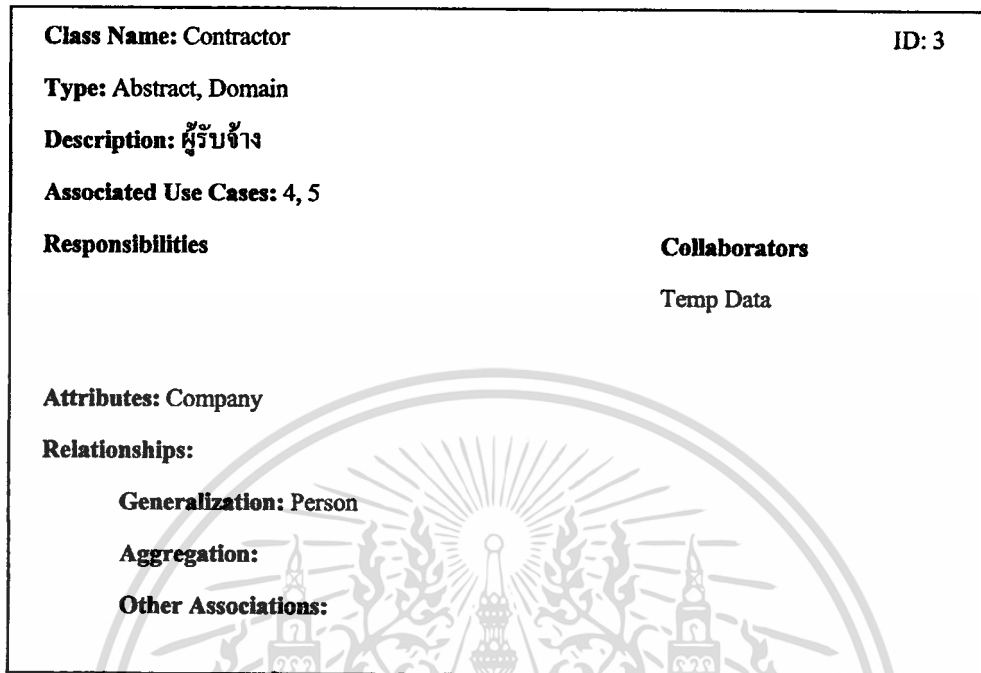 Class Name: Contractor ID: 3
Type: Abstract, Domain
Description: ผู้รับจ้าง
Associated Use Cases: 4, 5
Responsibilities Collaborators
Temp Data
Attributes: Company
Relationships:
Generalization: Person
Aggregation:
Other Associations: